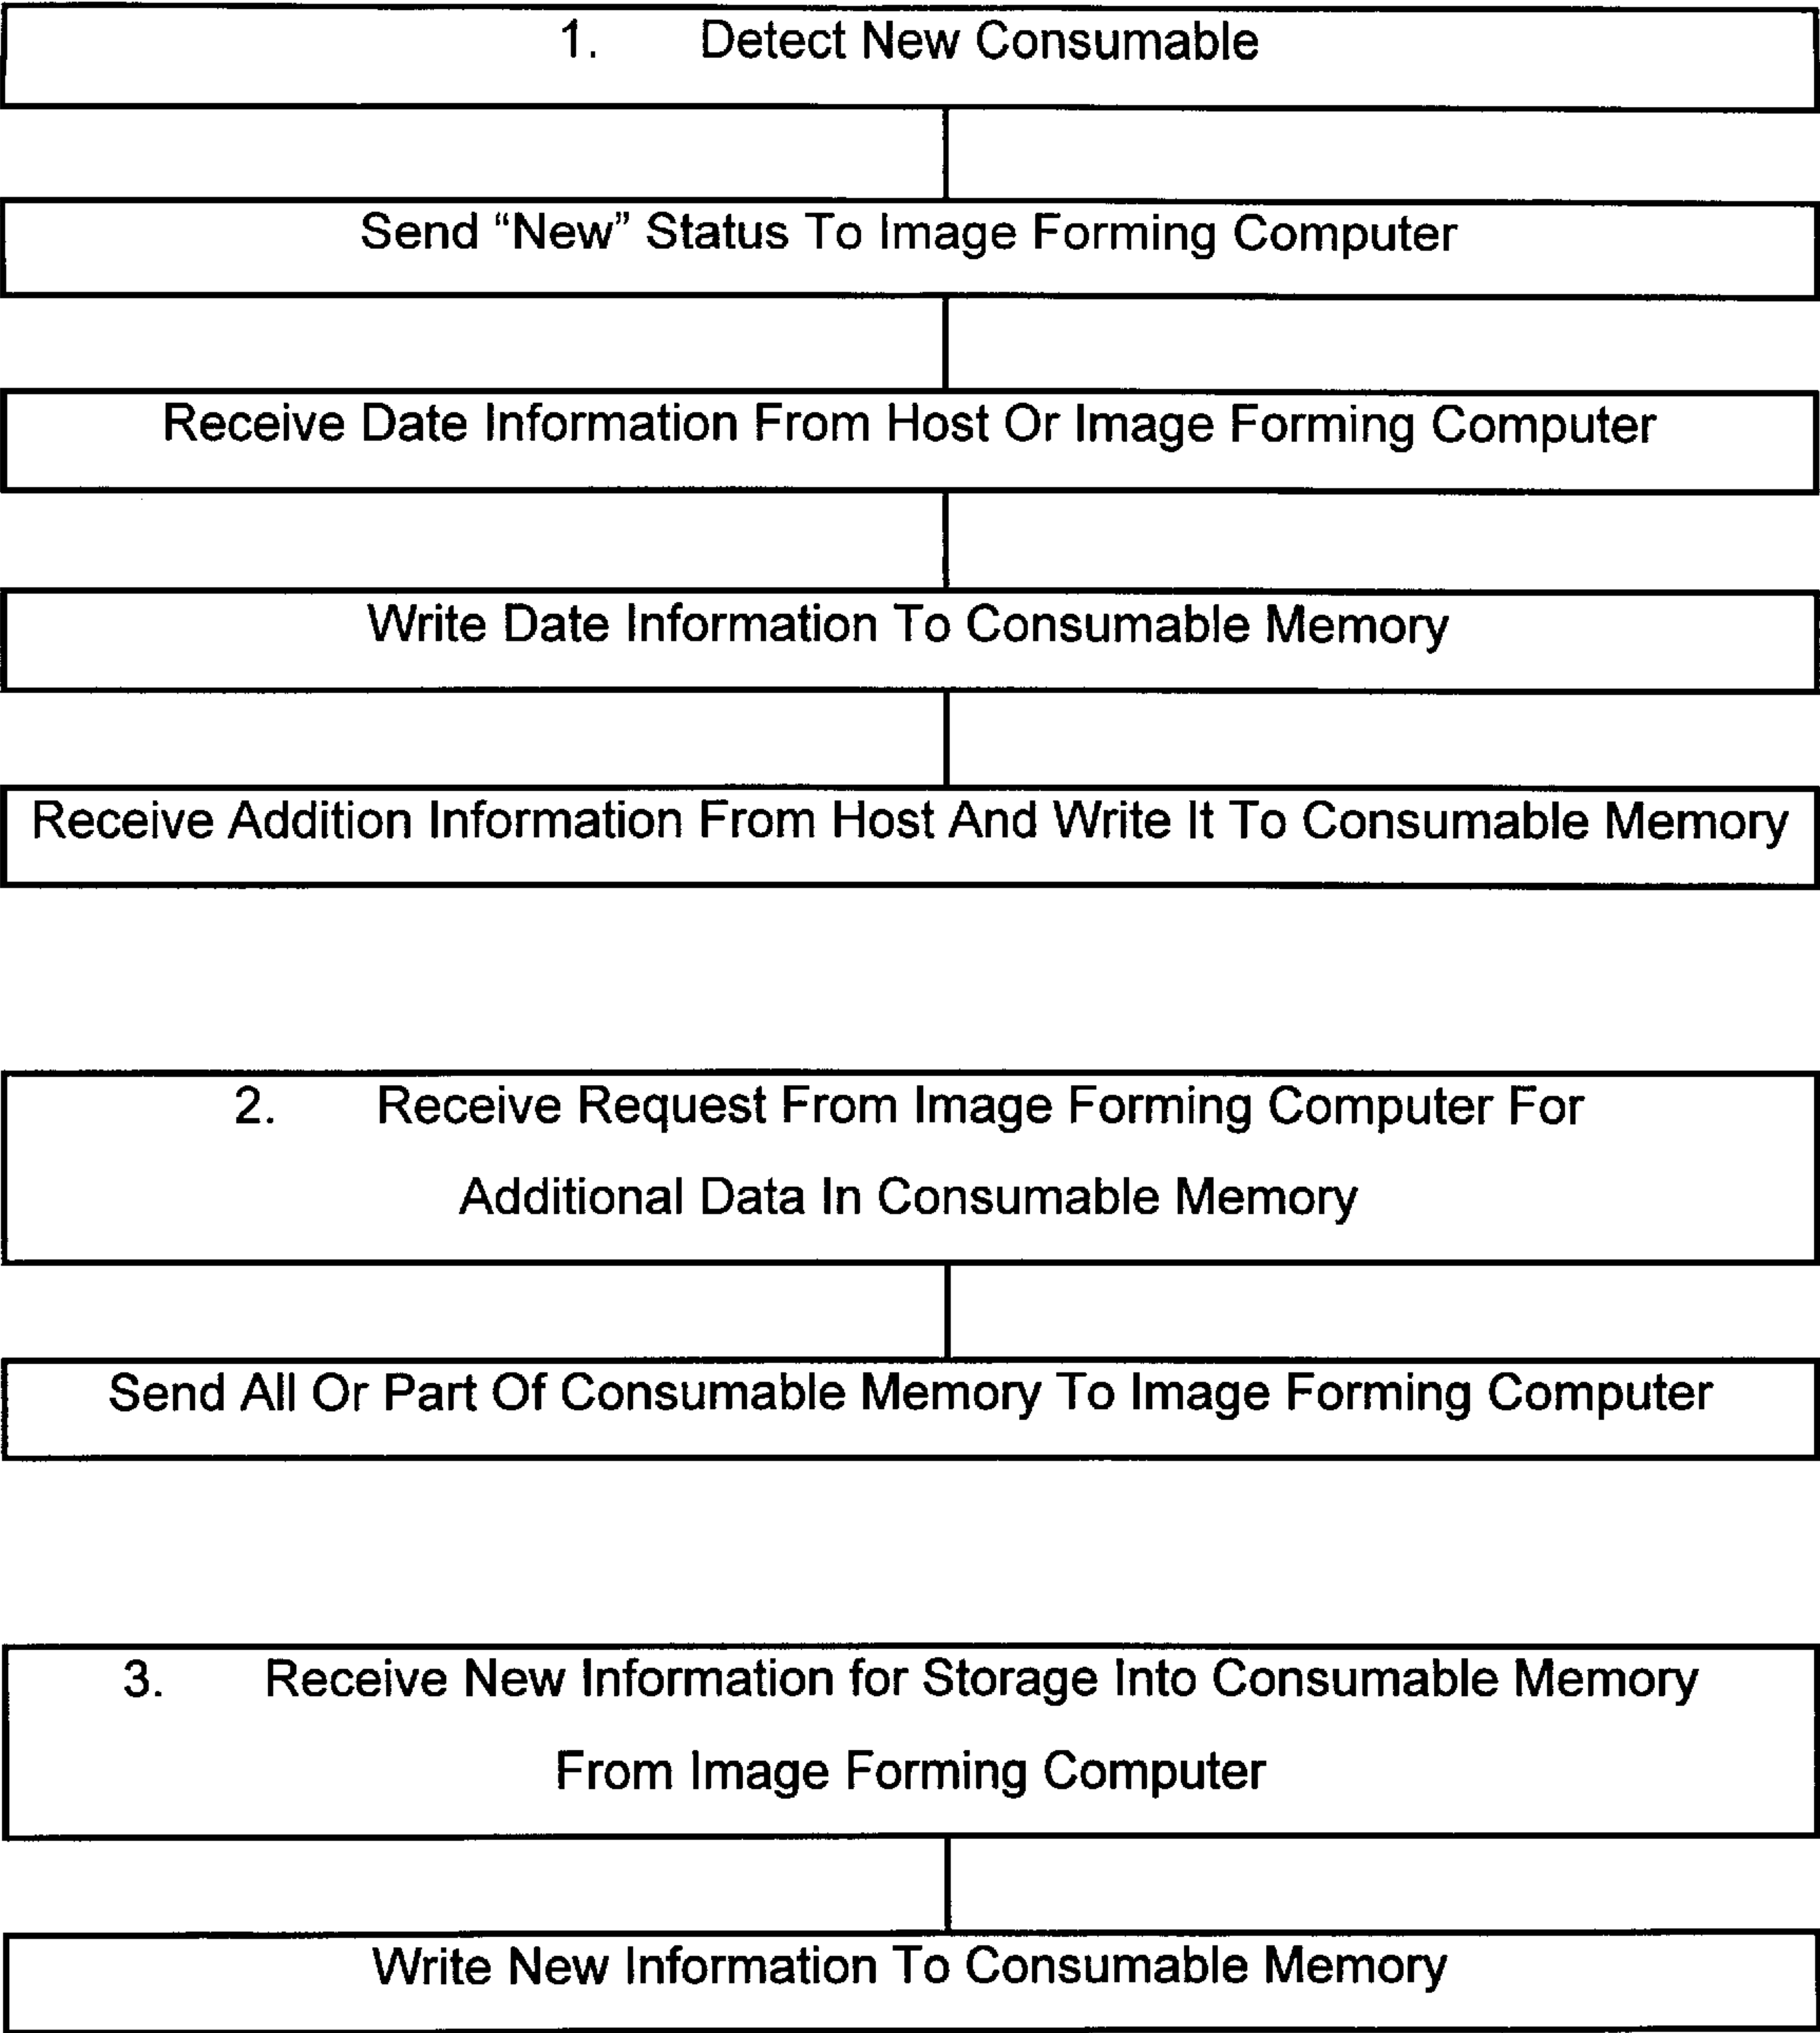 1. Detect New Consumable
Send “New” Status To Image Forming Computer
Receive Date Information From Host Or Image Forming Computer
Write Date Information To Consumable Memory
Receive Addition Information From Host And Write It To Consumable Memory
2. Receive Request From Image Forming Computer For
Additional Data In Consumable Memory
Send All Or Part Of Consumable Memory To Image Forming Computer
3. Receive New Information for Storage Into Consumable Memory
From Image Forming Computer
Write New Information To Consumable Memory